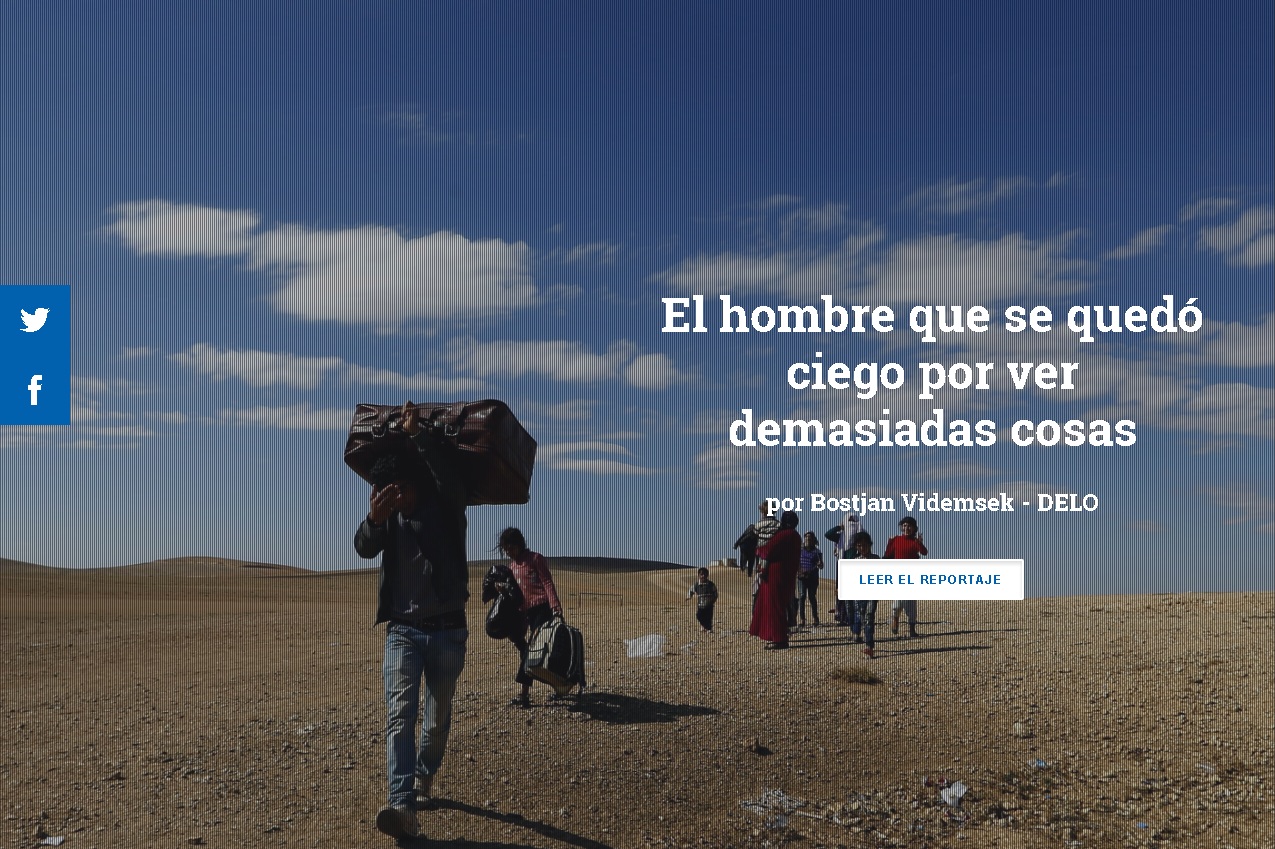 El hombre que se quedó
ciego por ver
demasiadas cosas
por Bostjan Videmsek - DELO
LEER EL REPORTAJE